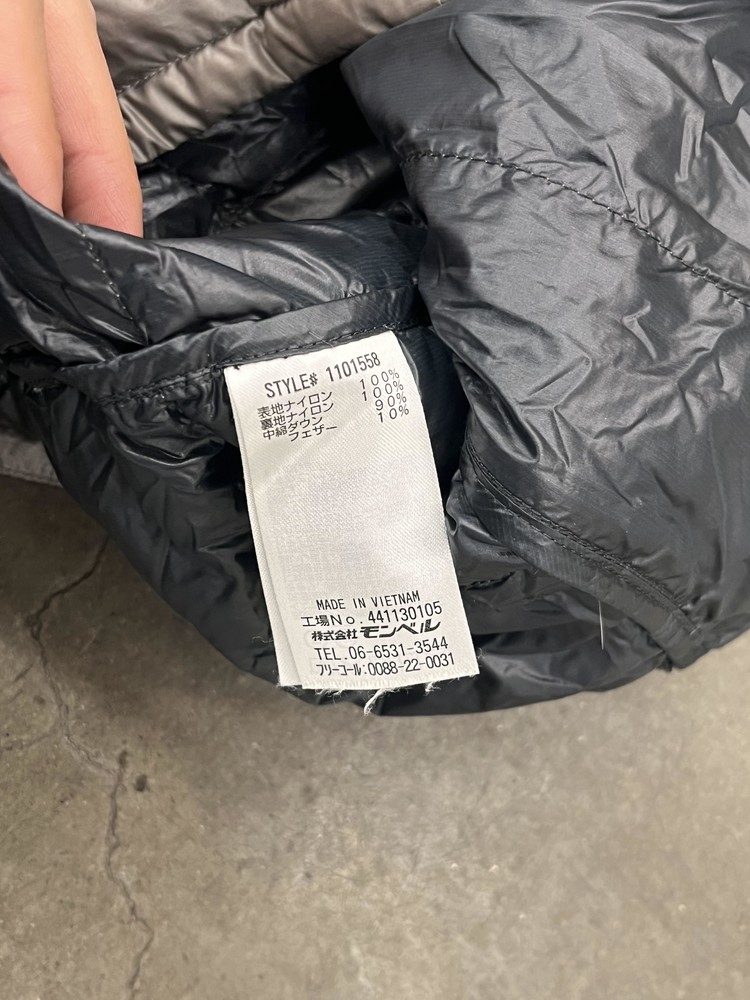 STYLE# 1101558
表地ナイロン 100%
裏地ナイロン 100%
中綿ダウン 90%
フェザー 10%
MADE IN VIETNAM
工場No.441130105
株式会社モンベル
TEL.06-6531-3544
フリーコール:0088-22-0031